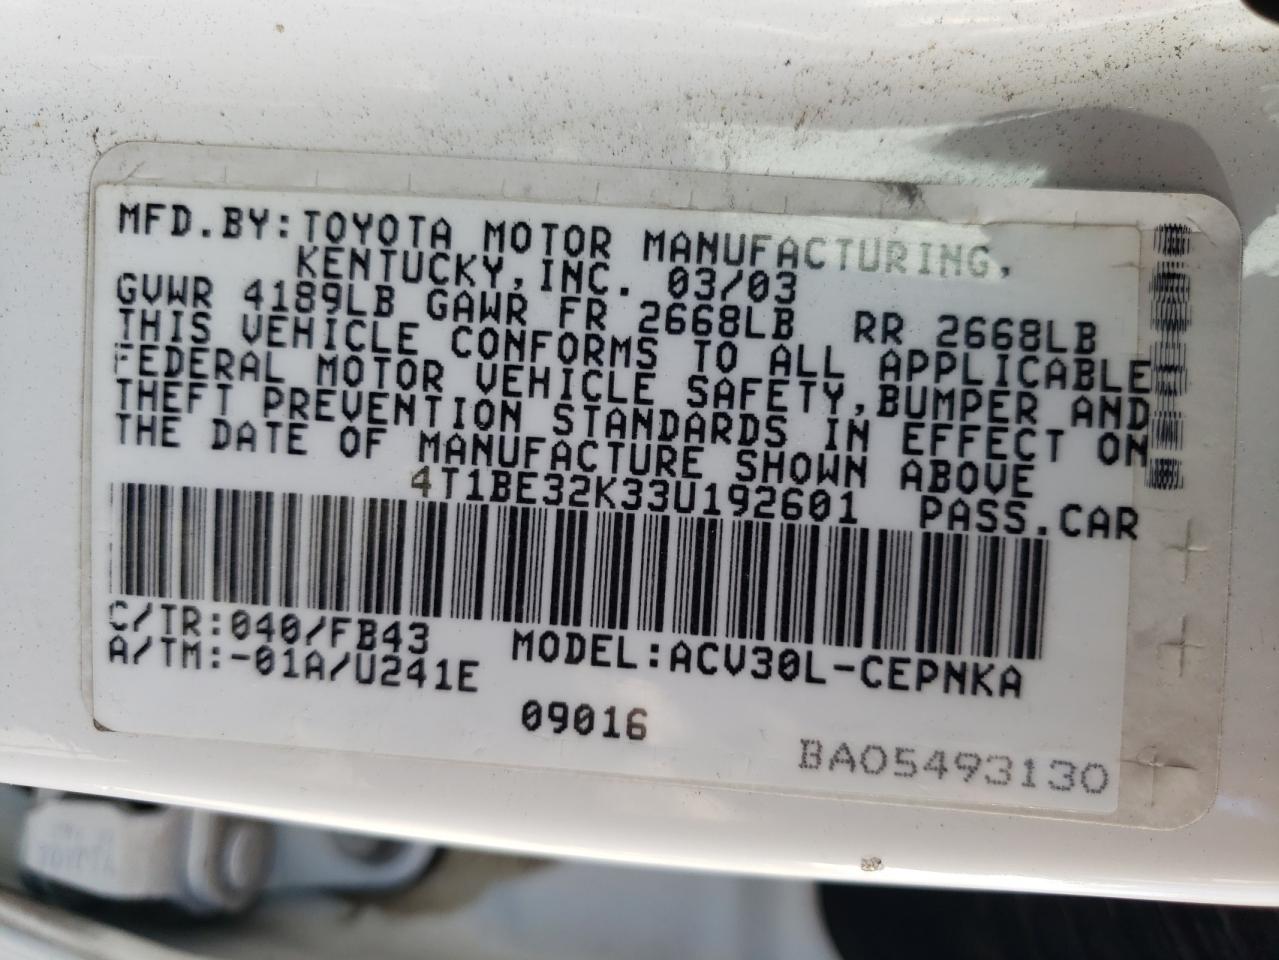 MFD.BY:TOYOTA MOTOR MANUFACTURING,
KENTUCKY,INC. 03/03
GVWR 4189LB GAWR FR 2668LB RR 2668LB
THIS VEHICLE CONFORMS TO ALL APPLICABLE
FEDERAL MOTOR VEHICLE SAFETY,BUMPER AND
THEFT PREVENTION STANDARDS IN EFFECT ON
THE DATE OF MANUFACTURE SHOWN ABOVE
4T1BE32K33U192601 PASS.CAR
C/TR:040/FB43 MODEL:ACV30L-CEPNKA
A/TM:-01A/U241E
09016
BA05493130
TOYOTA